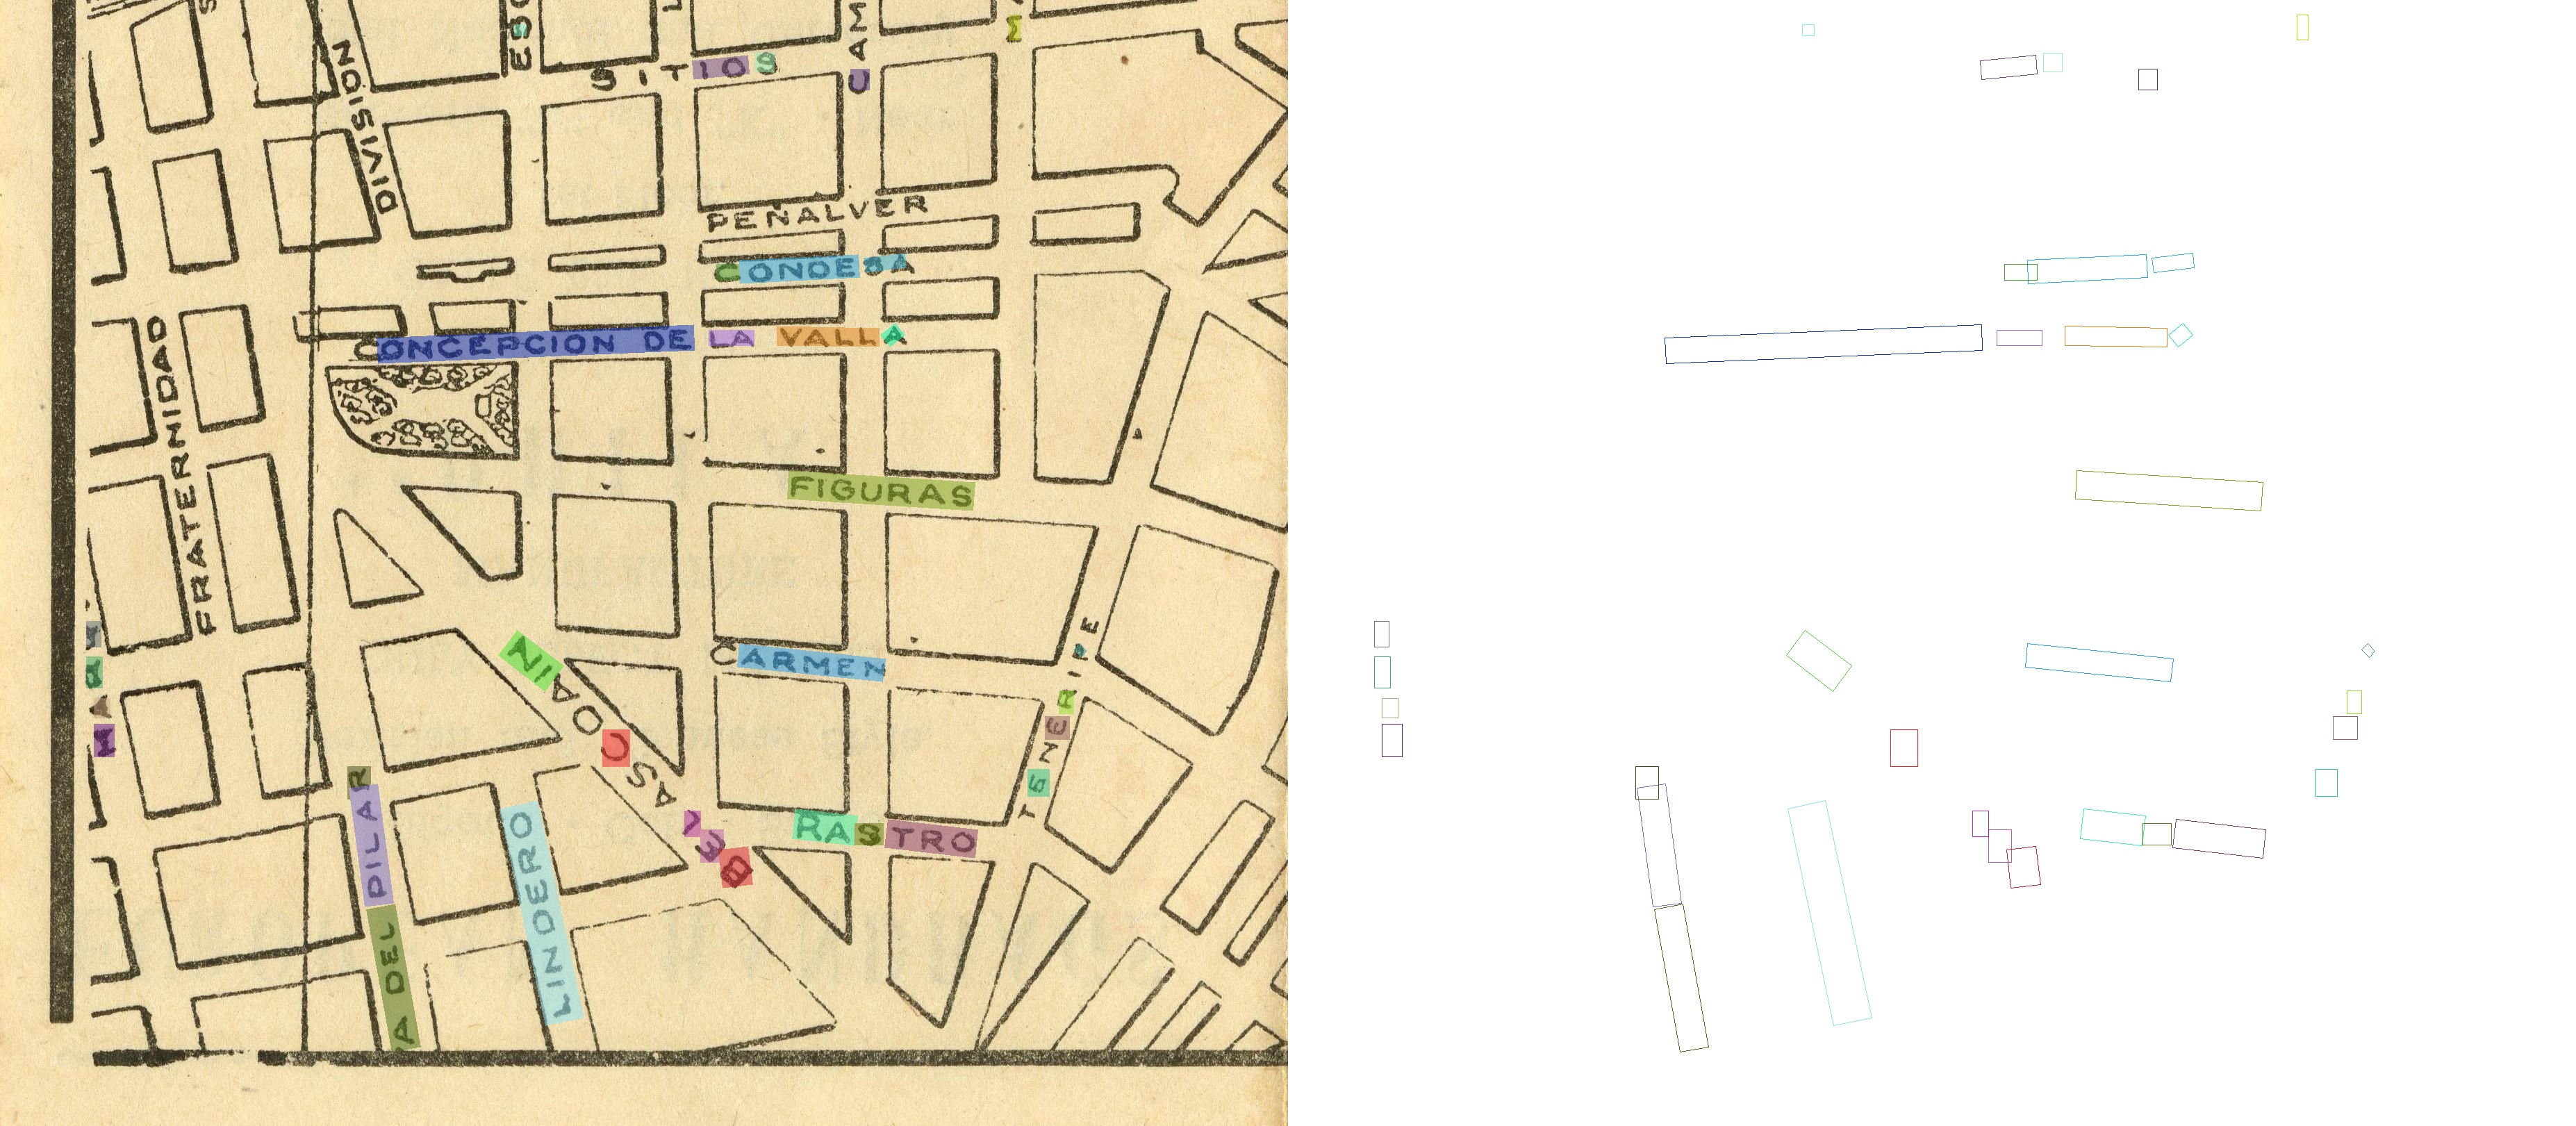 DIVISION
SITIOS
PEÑALVER
CONDESA
CONCEPCION DE LA VALLA
FRATERNIDAD
FIGURAS
CARMEN
TENERIFE
RASTRO
PILAR
A DEL
LINDERO